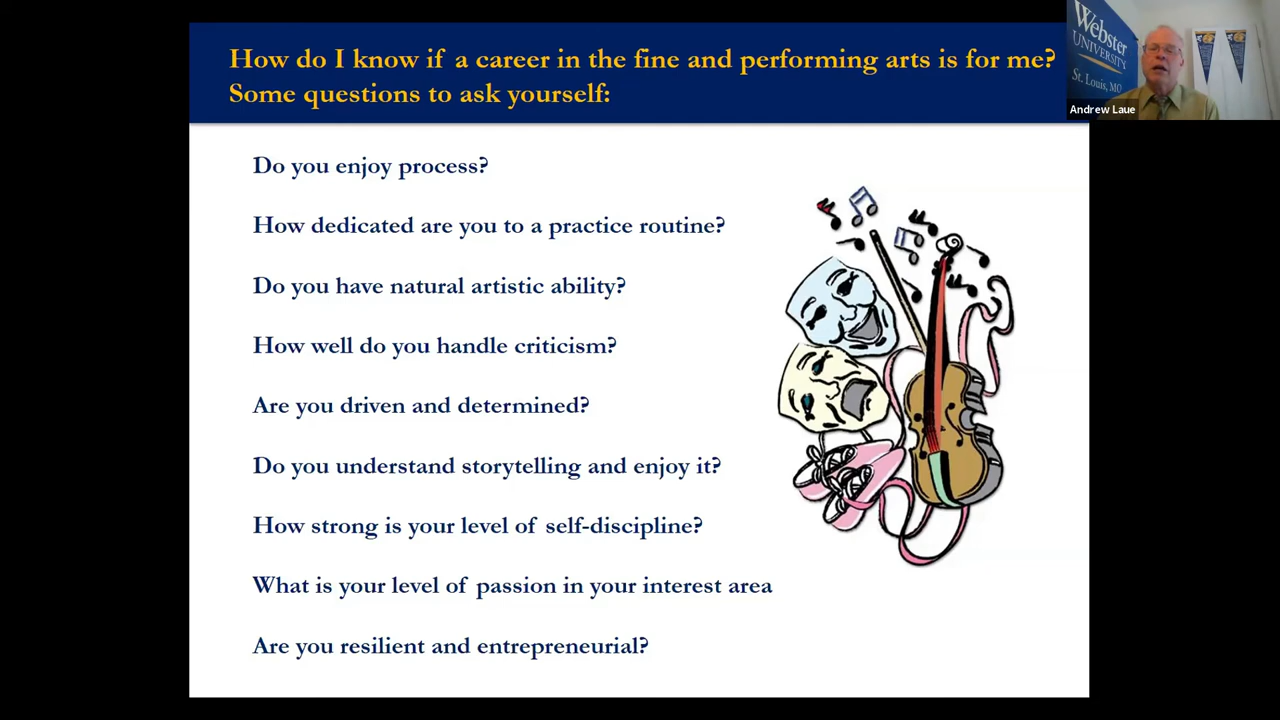 How do I know if a career in the fine and performing arts is for me?
Some questions to ask yourself:
Do you enjoy process?
How dedicated are you to a practice routine?
Do you have natural artistic ability?
How well do you handle criticism?
Are you driven and determined?
Do you understand storytelling and enjoy it?
How strong is your level of self-discipline?
What is your level of passion in your interest area
Are you resilient and entrepreneurial?
Webster
UNIVERSITY
St. Louis, MO
Andrew Laue